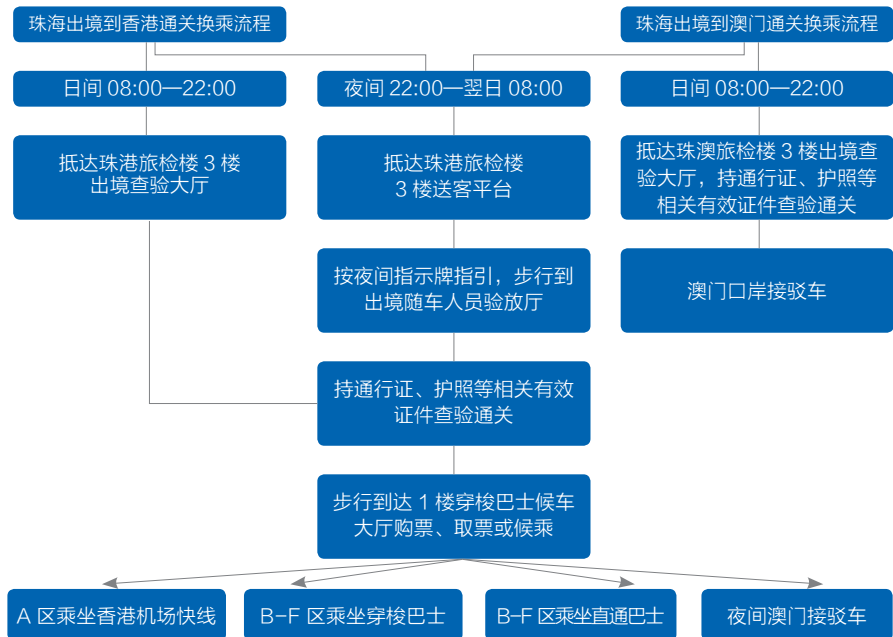 珠海出境到香港通关换乘流程
珠海出境到澳门通关换乘流程
日间 08:00—22:00
夜间 22:00—翌日 08:00
日间 08:00—22:00
抵达珠港旅检楼 3 楼
出境查验大厅
抵达珠港旅检楼
3 楼送客平台
抵达珠澳旅检楼 3 楼出境查
验大厅，持通行证、护照等
相关有效证件查验通关
按夜间指示牌指引，步行到
出境随车人员验放厅
澳门口岸接驳车
持通行证、护照等相关有效
证件查验通关
步行到达 1 楼穿梭巴士候车
大厅购票、取票或候乘
A 区乘坐香港机场快线
B-F 区乘坐穿梭巴士
B-F 区乘坐直通巴士
夜间澳门接驳车